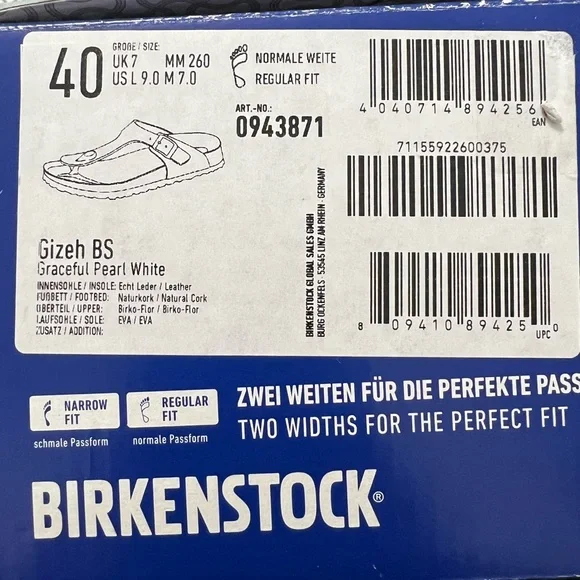 GRÖßE / SIZE:
40
UK 7 MM 260
US L 9.0 M 7.0
NORMALE WEITE
REGULAR FIT
ART.-NO.:
0943871
4 040714 894256
EAN
71155922600375
Gizeh BS
Graceful Pearl White
INNENSOHLE / INSOLE: Echt Leder / Leather
FUßBETT / FOOTBED: Naturkork / Natural Cork
OBERTEIL / UPPER: Birko-Flor / Birko-Flor
LAUFSOHLE / SOLE: EVA / EVA
ZUSATZ / ADDITION:
BIRKENSTOCK GLOBAL SALES GMBH
BURG OCKENFELS 53545 LINZ AM RHEIN - GERMANY
8 09410 89425 0
UPC
NARROW FIT
schmale Passform
REGULAR FIT
normale Passform
ZWEI WEITEN FÜR DIE PERFEKTE PASS
TWO WIDTHS FOR THE PERFECT FIT
BIRKENSTOCK®